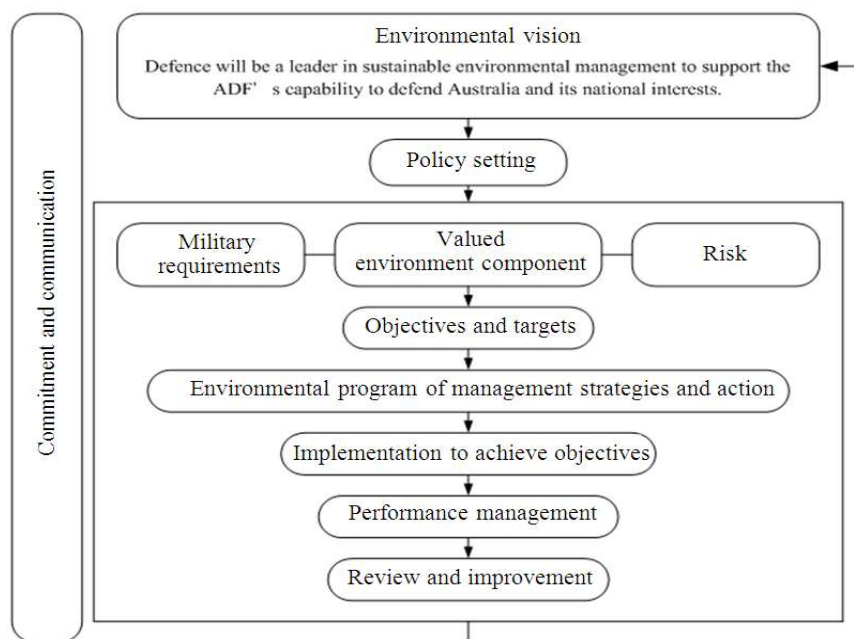 Environmental vision
Defence will be a leader in sustainable environmental management to support the
ADF' s capability to defend Australia and its national interests.
Commitment and communication
Policy setting
Military
requirements
Valued
environment component
Risk
Objectives and targets
Environmental program of management strategies and action
Implementation to achieve objectives
Performance management
Review and improvement